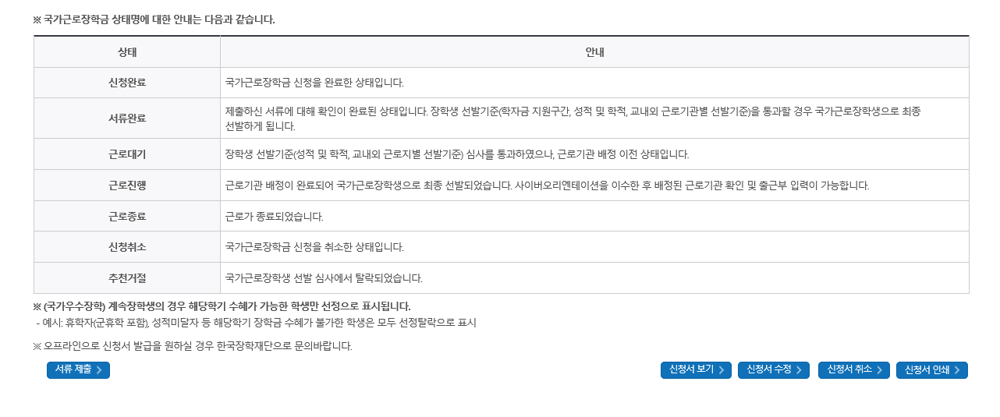 ※ 국가근로장학금 상태명에 대한 안내는 다음과 같습니다.
상태 안내
신청완료 국가근로장학금 신청을 완료한 상태입니다.
서류완료 제출하신 서류에 대해 확인이 완료된 상태입니다. 장학생 선발기준(학자금 지원구간, 성적 및 학적, 교내외 근로기관별 선발기준)을 통과할 경우 국가근로장학생으로 최종
선발하게 됩니다.
근로대기 장학생 선발기준(성적 및 학적, 교내외 근로지별 선발기준) 심사를 통과하였으나, 근로기관 배정 이전 상태입니다.
근로진행 근로기관 배정이 완료되어 국가근로장학생으로 최종 선발되었습니다. 사이버오리엔테이션을 이수한 후 배정된 근로기관 확인 및 출근부 입력이 가능합니다.
근로종료 근로가 종료되었습니다.
신청취소 국가근로장학금 신청을 취소한 상태입니다.
추천거절 국가근로장학생 선발 심사에서 탈락되었습니다.
※ (국가우수장학) 계속장학생의 경우 해당학기 수혜가 가능한 학생만 선정으로 표시됩니다.
- 예시: 휴학자(군휴학 포함), 성적미달자 등 해당학기 장학금 수혜가 불가한 학생은 모두 선정탈락으로 표시
※ 오프라인으로 신청서 발급을 원하실 경우 한국장학재단으로 문의바랍니다.
서류 제출 신청서 보기 신청서 수정 신청서 취소 신청서 인쇄